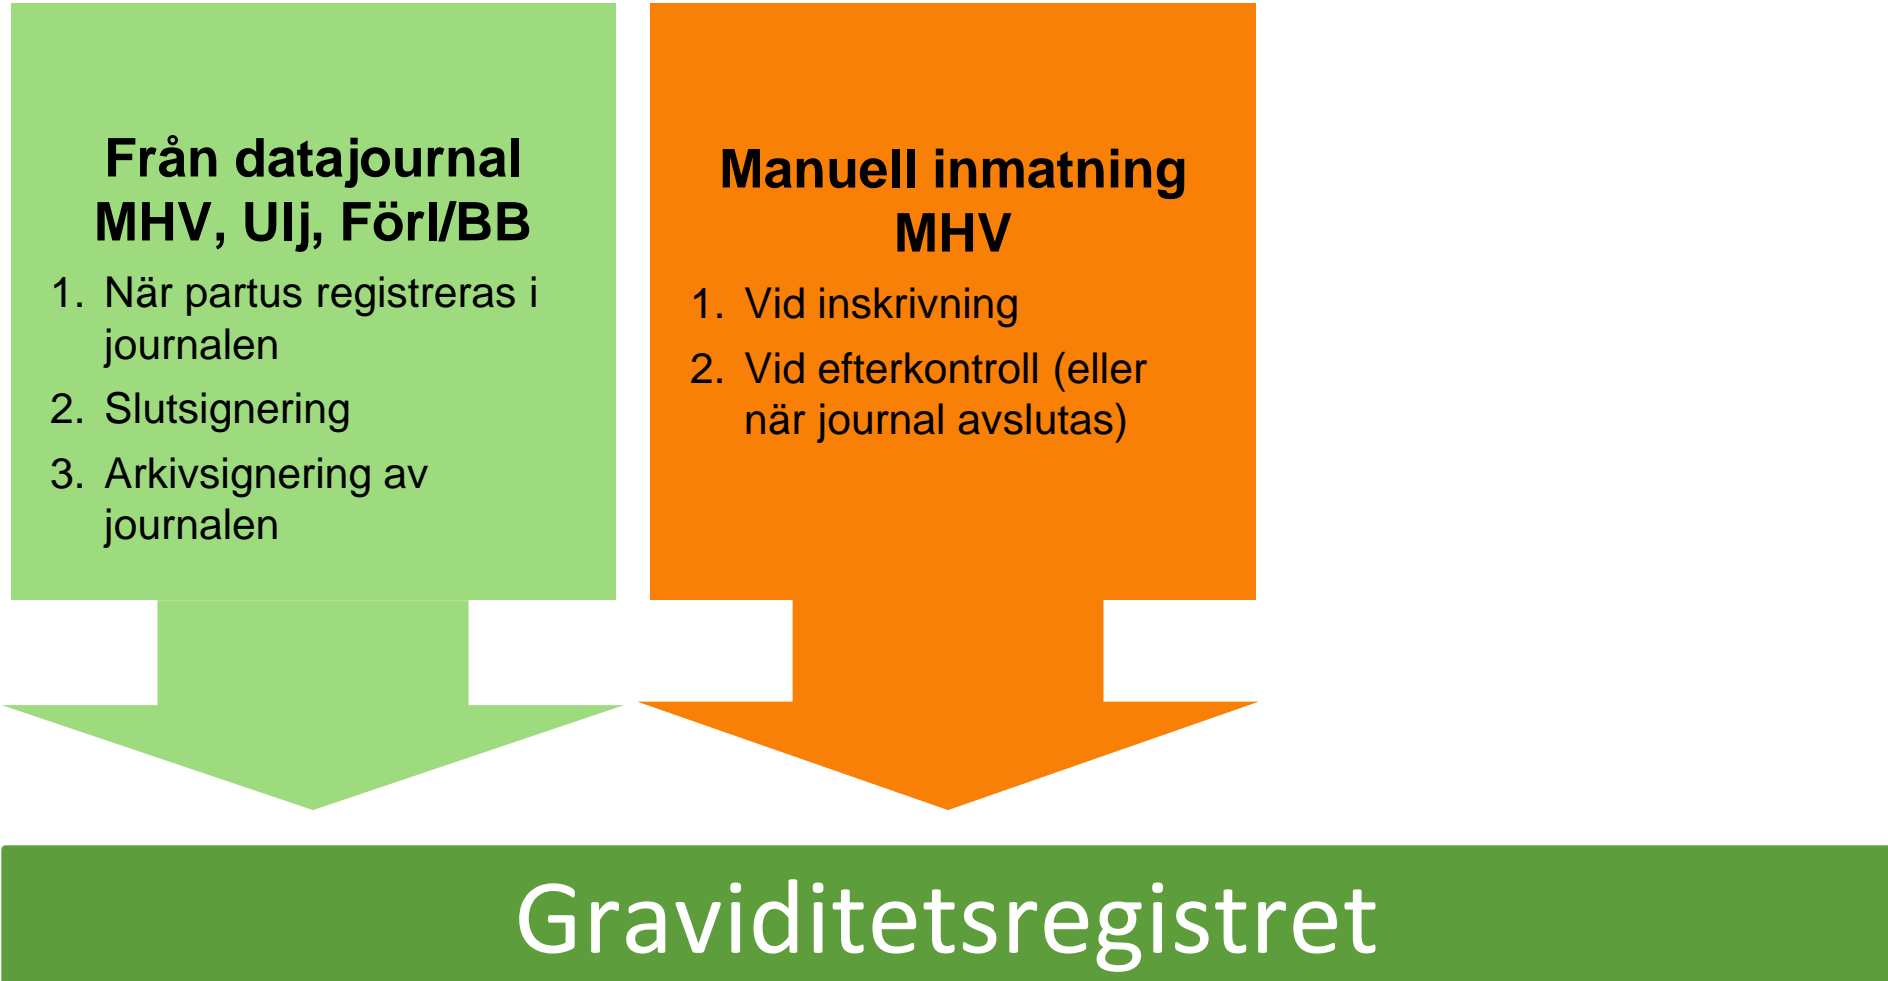 Från datajournal
MHV, Ulj, Förl/BB
1. När partus registreras i
journalen
2. Slutsignering
3. Arkivsignering av
journalen
Manuell inmatning
MHV
1. Vid inskrivning
2. Vid efterkontroll (eller
när journal avslutas)
Graviditetsregistret